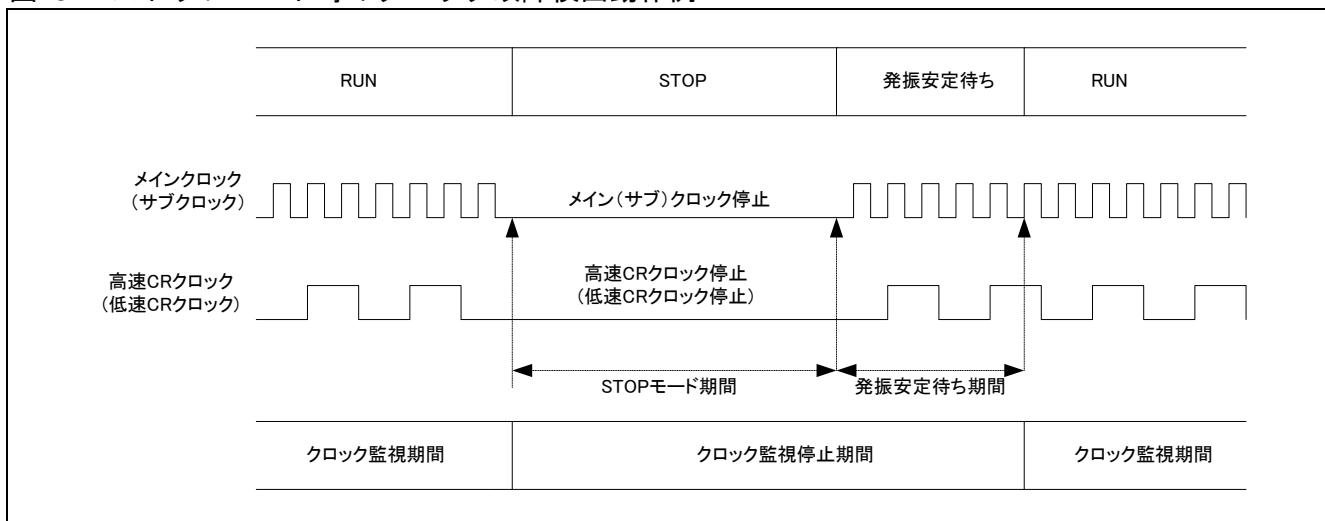 RUN
STOP
発振安定待ち
RUN
メインクロック
(サブクロック)
メイン(サブ)クロック停止
高速CRクロック
(低速CRクロック)
高速CRクロック停止
(低速CRクロック停止)
STOPモード期間
発振安定待ち期間
クロック監視期間
クロック監視停止期間
クロック監視期間